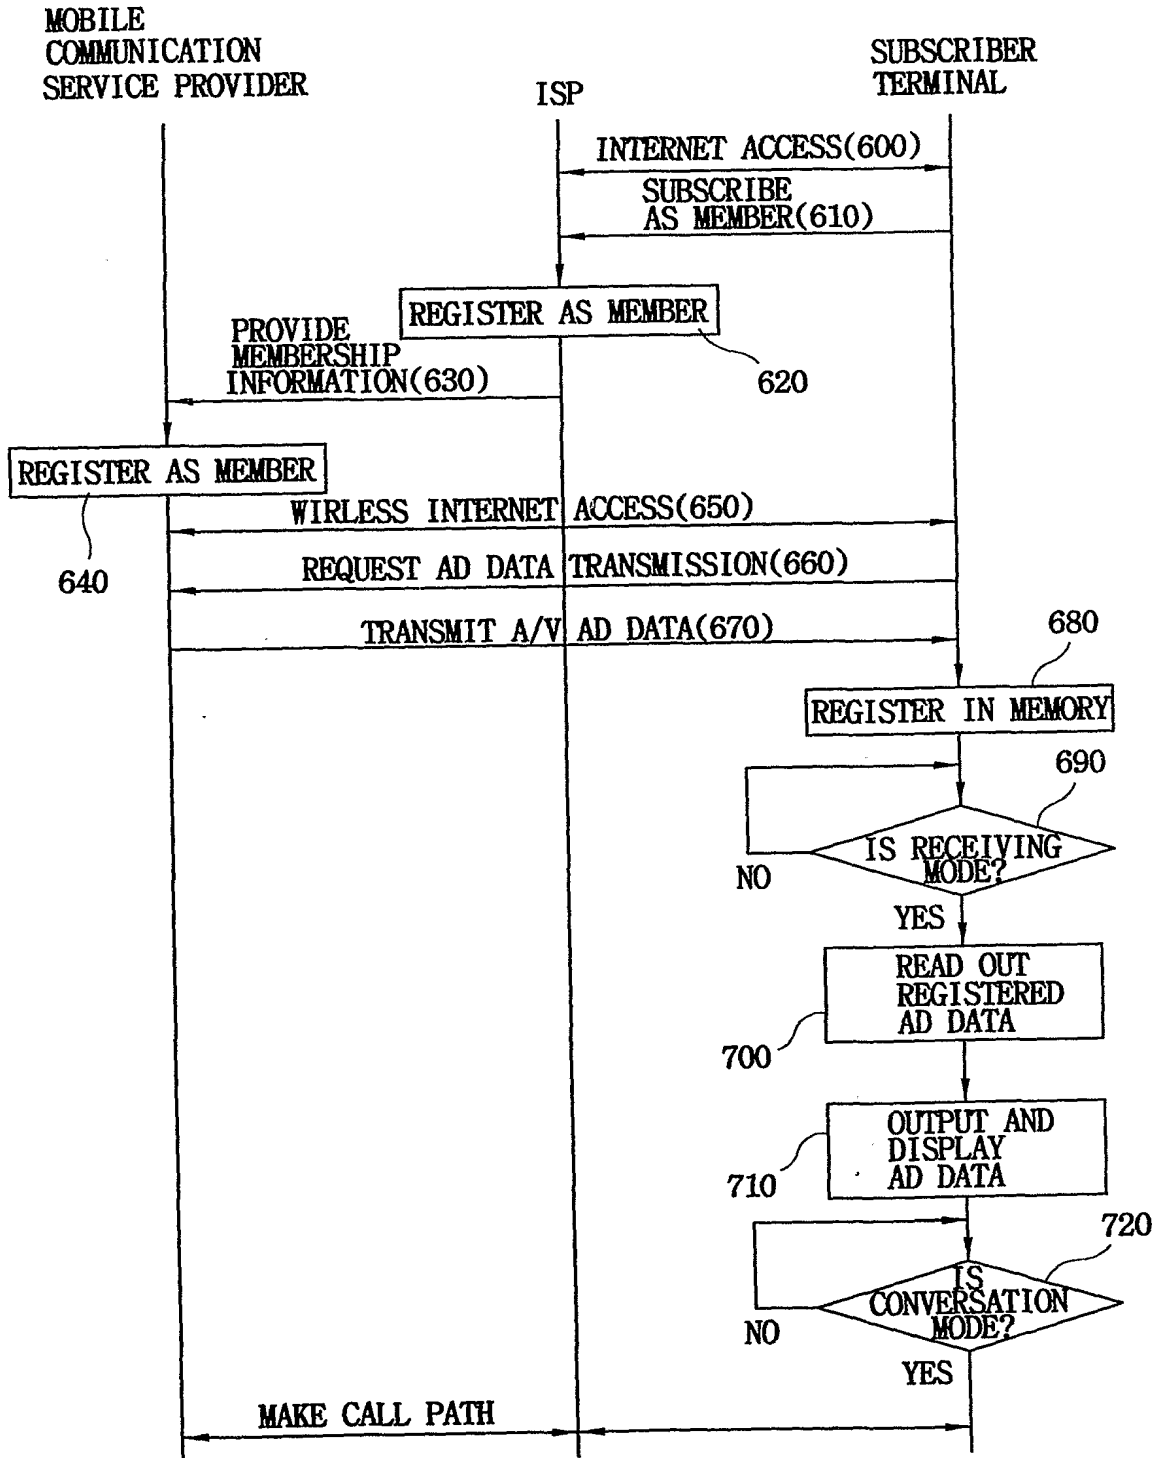 MOBILE
COMMUNICATION
SERVICE PROVIDER
ISP
SUBSCRIBER
TERMINAL
INTERNET ACCESS(600)
SUBSCRIBE
AS MEMBER(610)
REGISTER AS MEMBER
620
PROVIDE
MEMBERSHIP
INFORMATION(630)
REGISTER AS MEMBER
640
WIRLESS INTERNET ACCESS(650)
REQUEST AD DATA TRANSMISSION(660)
TRANSMIT A/V AD DATA(670)
680
REGISTER IN MEMORY
690
IS RECEIVING
MODE?
NO
YES
READ OUT
REGISTERED
AD DATA
700
OUTPUT AND
DISPLAY
AD DATA
710
720
IS
CONVERSATION
MODE?
NO
YES
MAKE CALL PATH